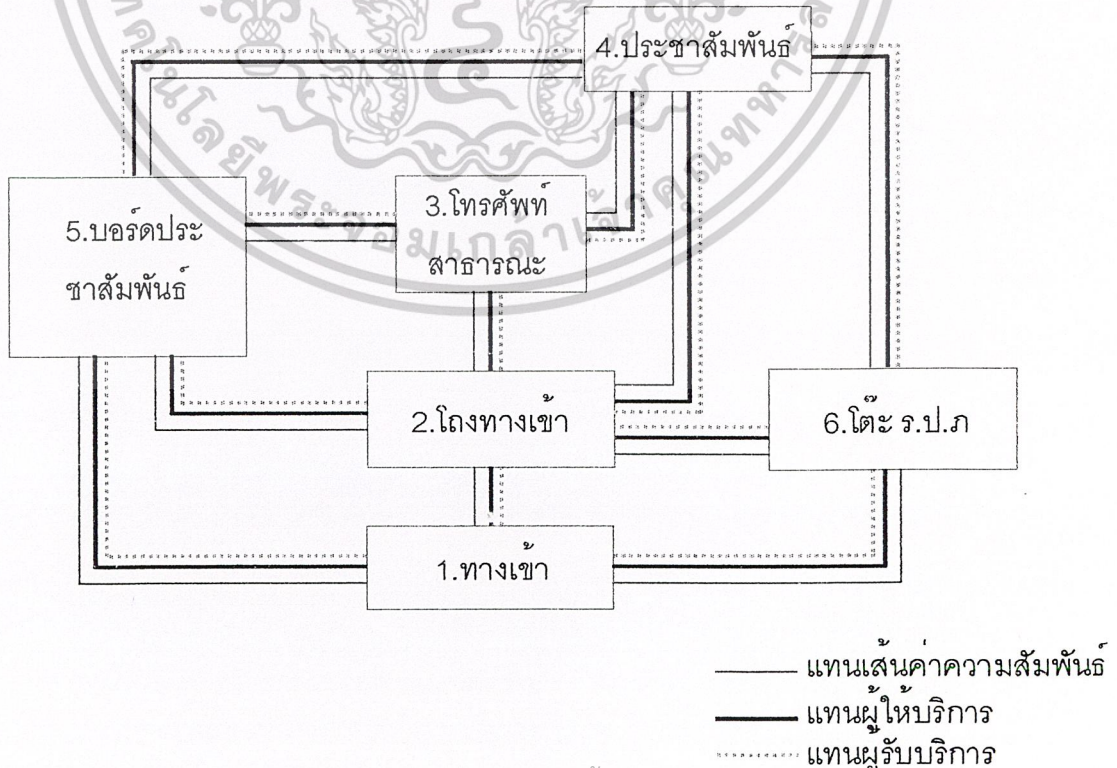 4.ประชาสัมพันธ์
5.บอร์ดประ
ชาสัมพันธ์
3.โทรศัพท์
สาธารณะ
2.โถงทางเข้า
6.โต๊ะ ร.ป.ภ
1.ทางเข้า
แทนเส้นค่าความสัมพันธ์
แทนผู้ให้บริการ
แทนผู้รับบริการ